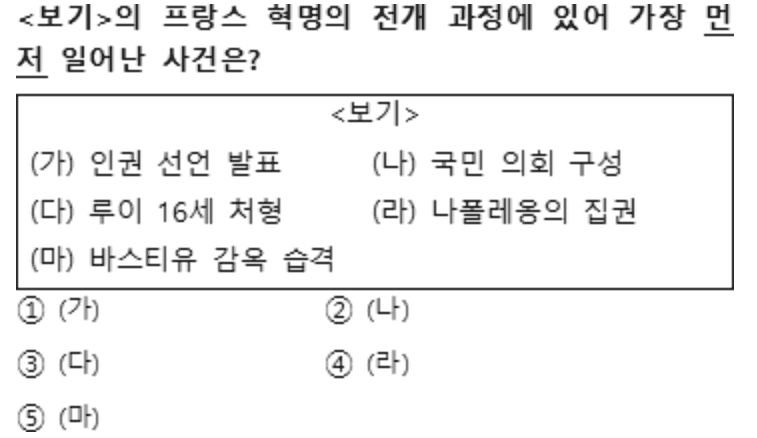 <보기>의 프랑스 혁명의 전개 과정에 있어 가장 먼
저 일어난 사건은?
<보기>
(가) 인권 선언 발표 (나) 국민 의회 구성
(다) 루이 16세 처형 (라) 나폴레옹의 집권
(마) 바스티유 감옥 습격
① (가) ② (나)
③ (다) ④ (라)
⑤ (마)